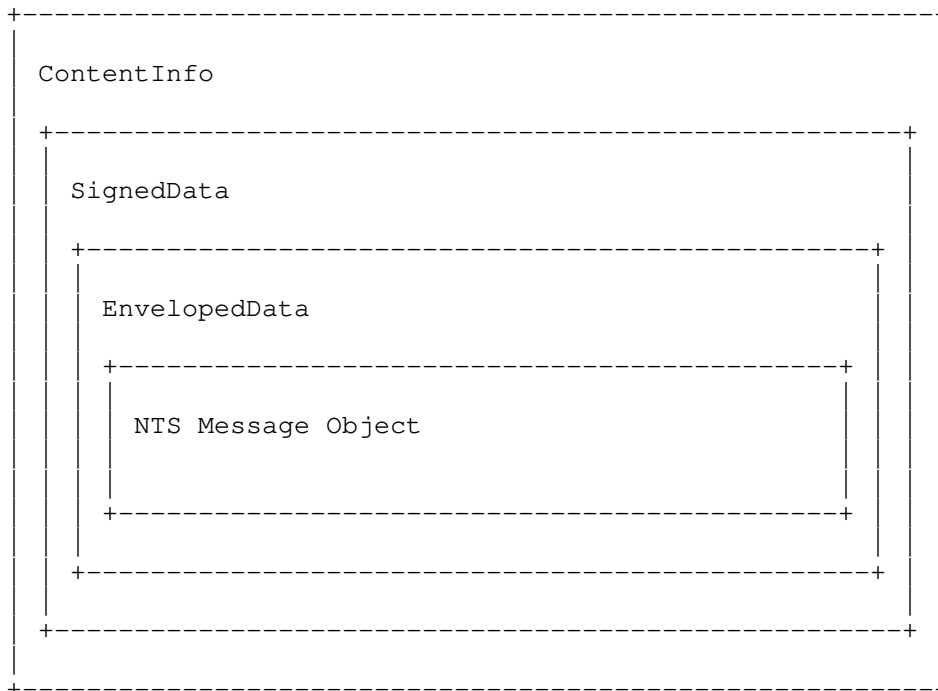 ContentInfo
SignedData
EnvelopedData
NTS Message Object